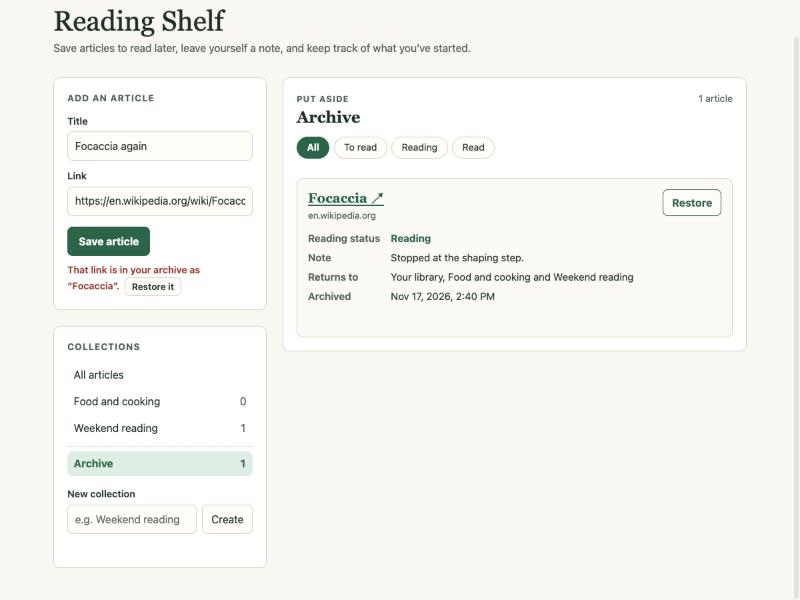 Reading Shelf
Save articles to read later, leave yourself a note, and keep track of what you've started.
ADD AN ARTICLE
Title
Focaccia again
Link
https://en.wikipedia.org/wiki/Focacc
Save article
That link is in your archive as
“Focaccia”. Restore it
COLLECTIONS
All articles
Food and cooking 0
Weekend reading 1
Archive 1
New collection
e.g. Weekend reading Create
PUT ASIDE 1 article
Archive
All To read Reading Read
Focaccia ↗ Restore
en.wikipedia.org
Reading status Reading
Note Stopped at the shaping step.
Returns to Your library, Food and cooking and Weekend reading
Archived Nov 17, 2026, 2:40 PM